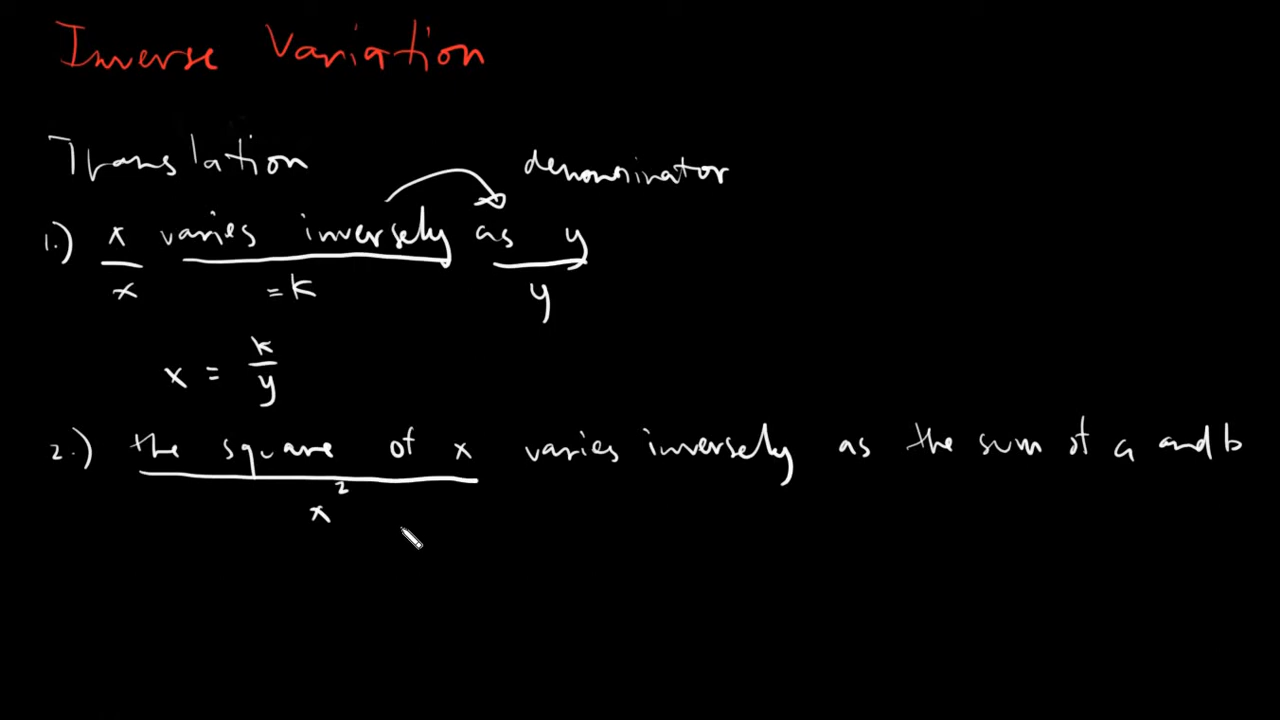 Inverse Variation
Translation
denominator
1.) x varies inversely as y
x = k y
x = k/y
2.) the square of x varies inversely as the sum of a and b
x²